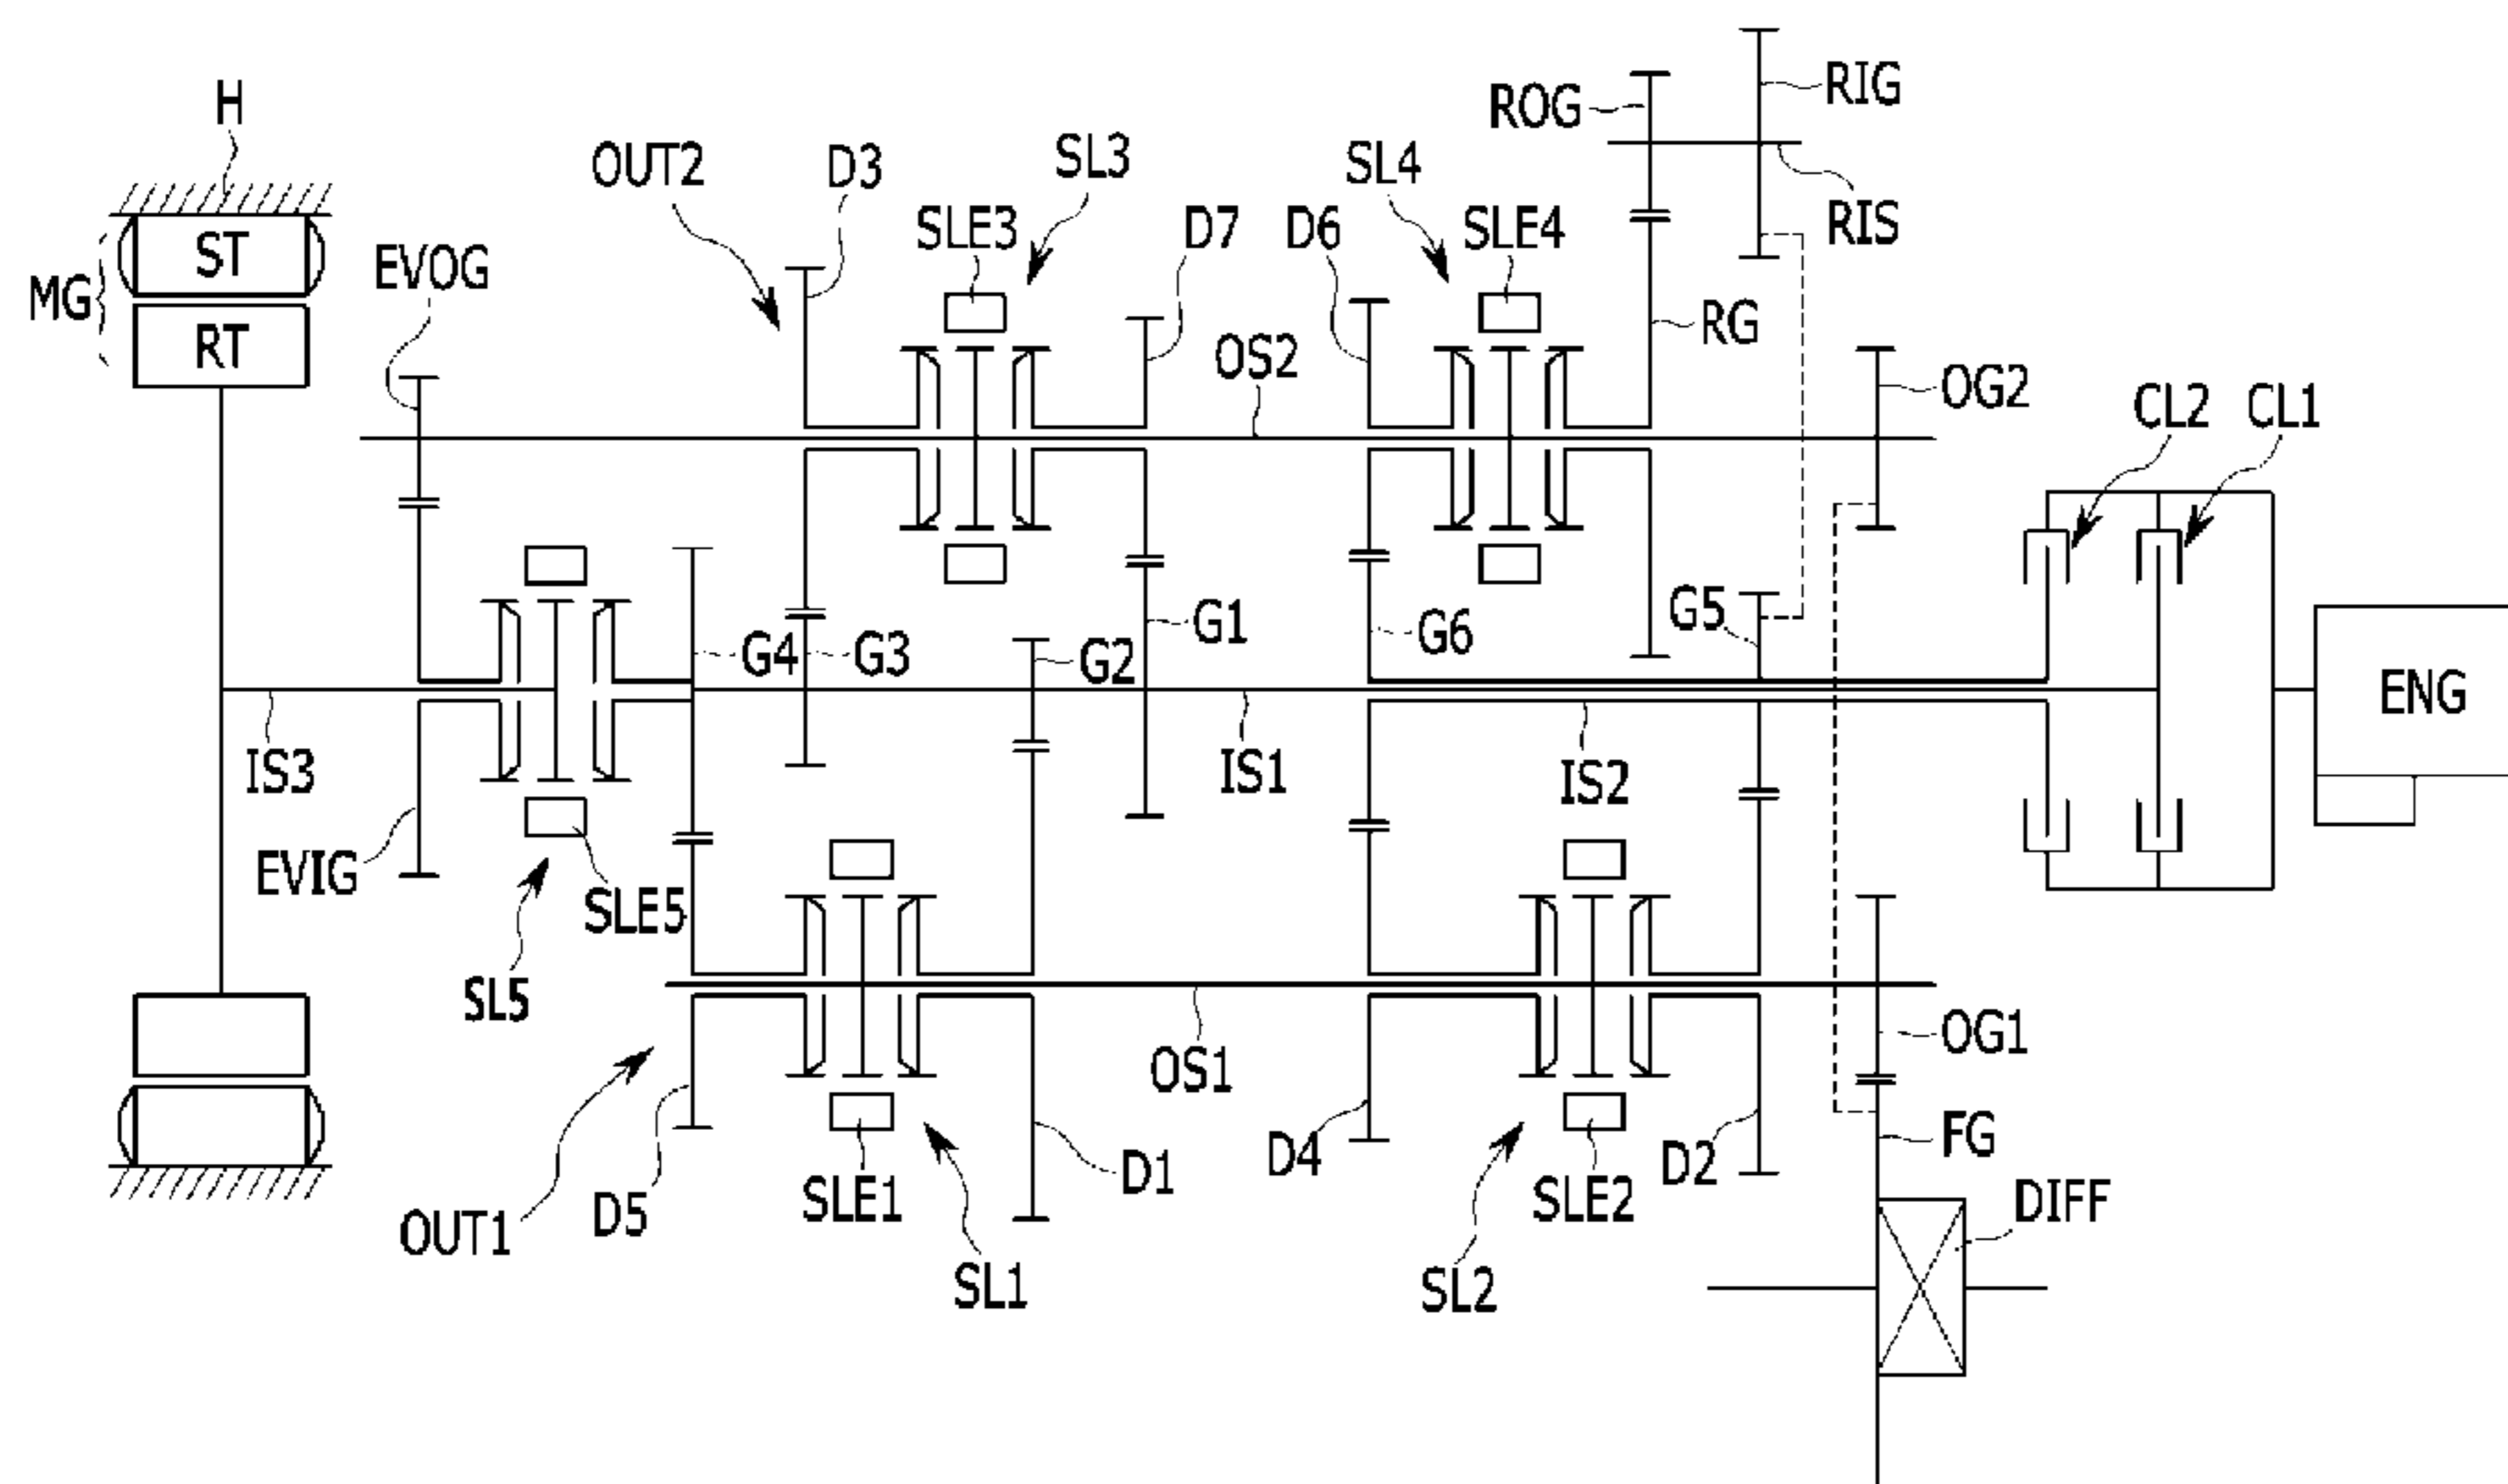 H
ROG
RIG
OUT2
D3
SL3
SL4
RIS
SLE3
D7
D6
SLE4
ST
EVOG
MG
RT
RG
OS2
OG2
CL2
CL1
G5
G1
G6
G4
G3
G2
ENG
IS3
IS1
IS2
EVIG
SLE5
SL5
OG1
OS1
FG
D4
D2
D1
SLE1
SLE2
D5
DIFF
OUT1
SL1
SL2